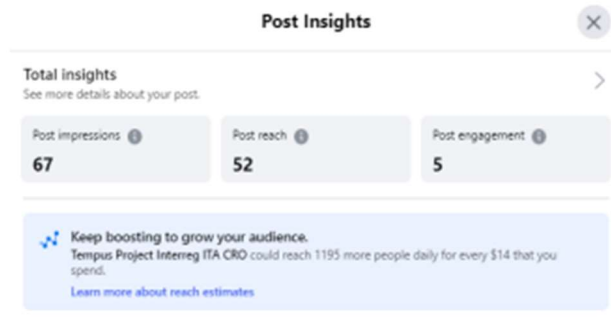 Post Insights
Total insights
See more details about your post.
Post impressions
Post reach
Post engagement
67
52
5
Keep boosting to grow your audience.
Tempus Project Interreg ITA CRO could reach 1195 more people daily for every $14 that you
spend.
Learn more about reach estimates